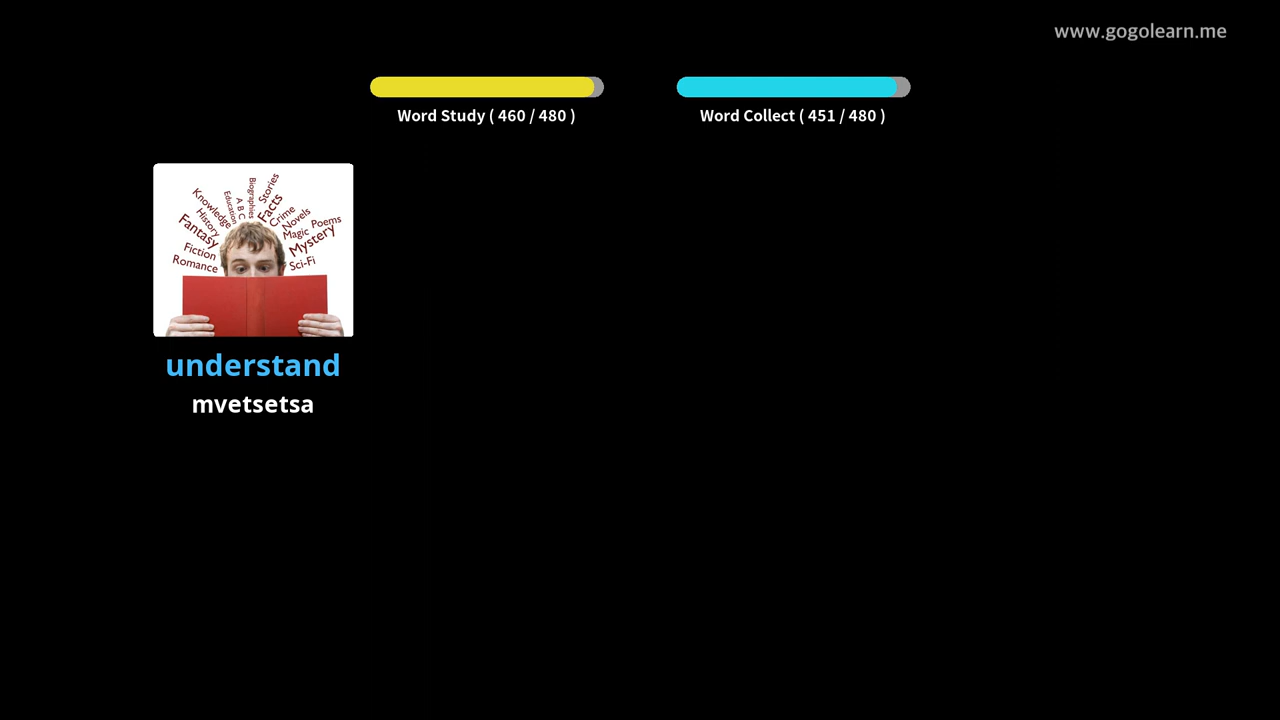 www.gogolearn.me
Word Study ( 460 / 480 )
Word Collect ( 451 / 480 )
Stories
Biographies
Facts
A B C
Education
Knowledge
Crime
History
Novels
Poems
Fantasy
Magic
Mystery
Fiction
Romance
Sci-Fi
understand
mvetsetsa